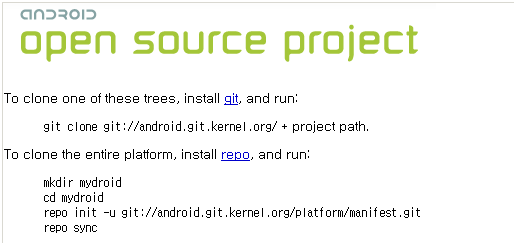 ANDROID
open source project
To clone one of these trees, install git, and run:
git clone git://android.git.kernel.org/ + project path.
To clone the entire platform, install repo, and run:
mkdir mydroid
cd mydroid
repo init -u git://android.git.kernel.org/platform/manifest.git
repo sync